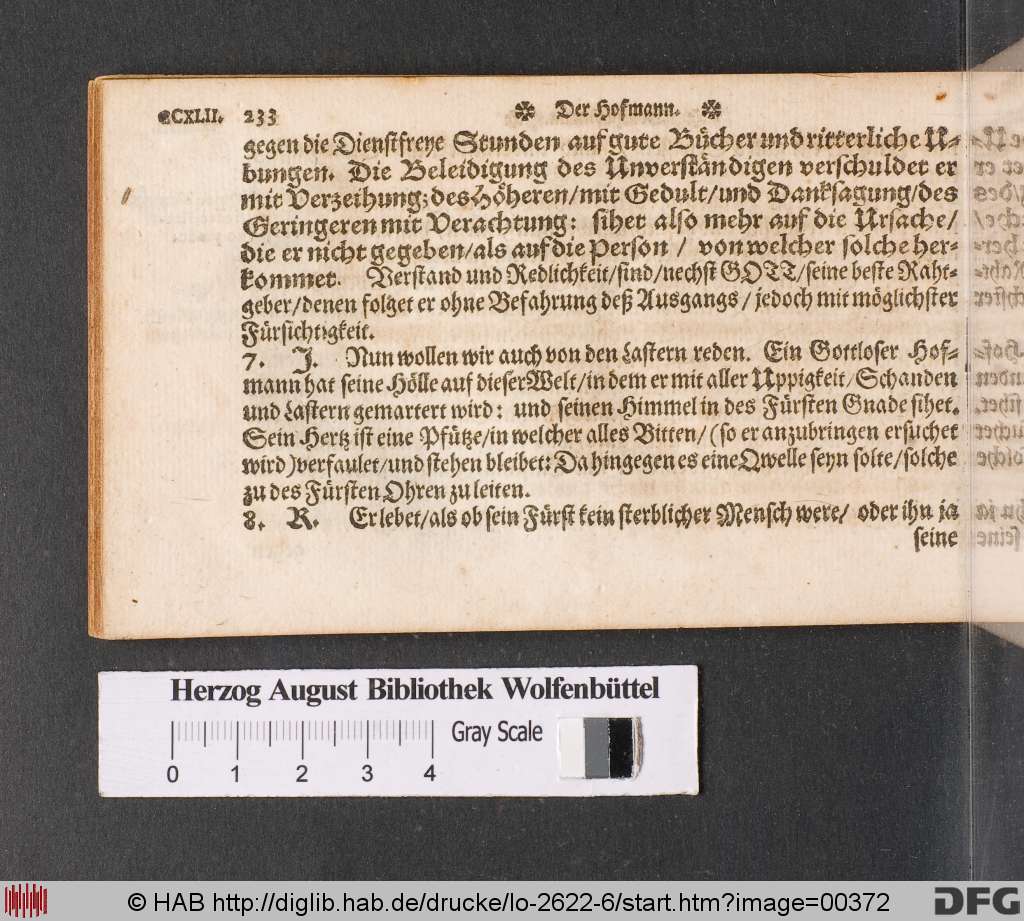 CCXLII. 233 Der Hofmann.
gegen die Dienstfreye Stunden auf gute Bücher und ritterliche U-
bungen. Die Beleidigung des Unverständigen verschuldet er
mit Verzeihung; des Höheren/mit Gedult/und Danksagung/des
Geringeren mit Verachtung: sihet also mehr auf die Ursache/
die er nicht gegeben/als auf die Person / von welcher solche her-
kommet. Verstand und Redlichkeit/sind/nechst GOTT/seine beste Raht-
geber/denen folget er ohne Befahrung deß Ausgangs/jedoch mit möglichster
Fürsichtigkeit.
7. J. Nun wollen wir auch von den Lastern reden. Ein Gottloser Hof-
mann hat seine Hölle auf dieser Welt/in dem er mit aller Uppigkeit/Schanden
und Lastern gemartert wird: und seinen Himmel in des Fürsten Gnade sihet.
Sein Hertz ist eine Pfütze/in welcher alles Bitten/(so er anzubringen ersuchet
wird)verfaulet/und stehen bleibet: Da hingegen es eine Qwelle seyn solte/solche
zu des Fürsten Ohren zu leiten.
8. R. Er lebet/als ob sein Fürst kein sterblicher Mensch were/ oder ihn ja
seine
Herzog August Bibliothek Wolfenbüttel
Gray Scale
0 1 2 3 4
© HAB http://diglib.hab.de/drucke/lo-2622-6/start.htm?image=00372
DFG